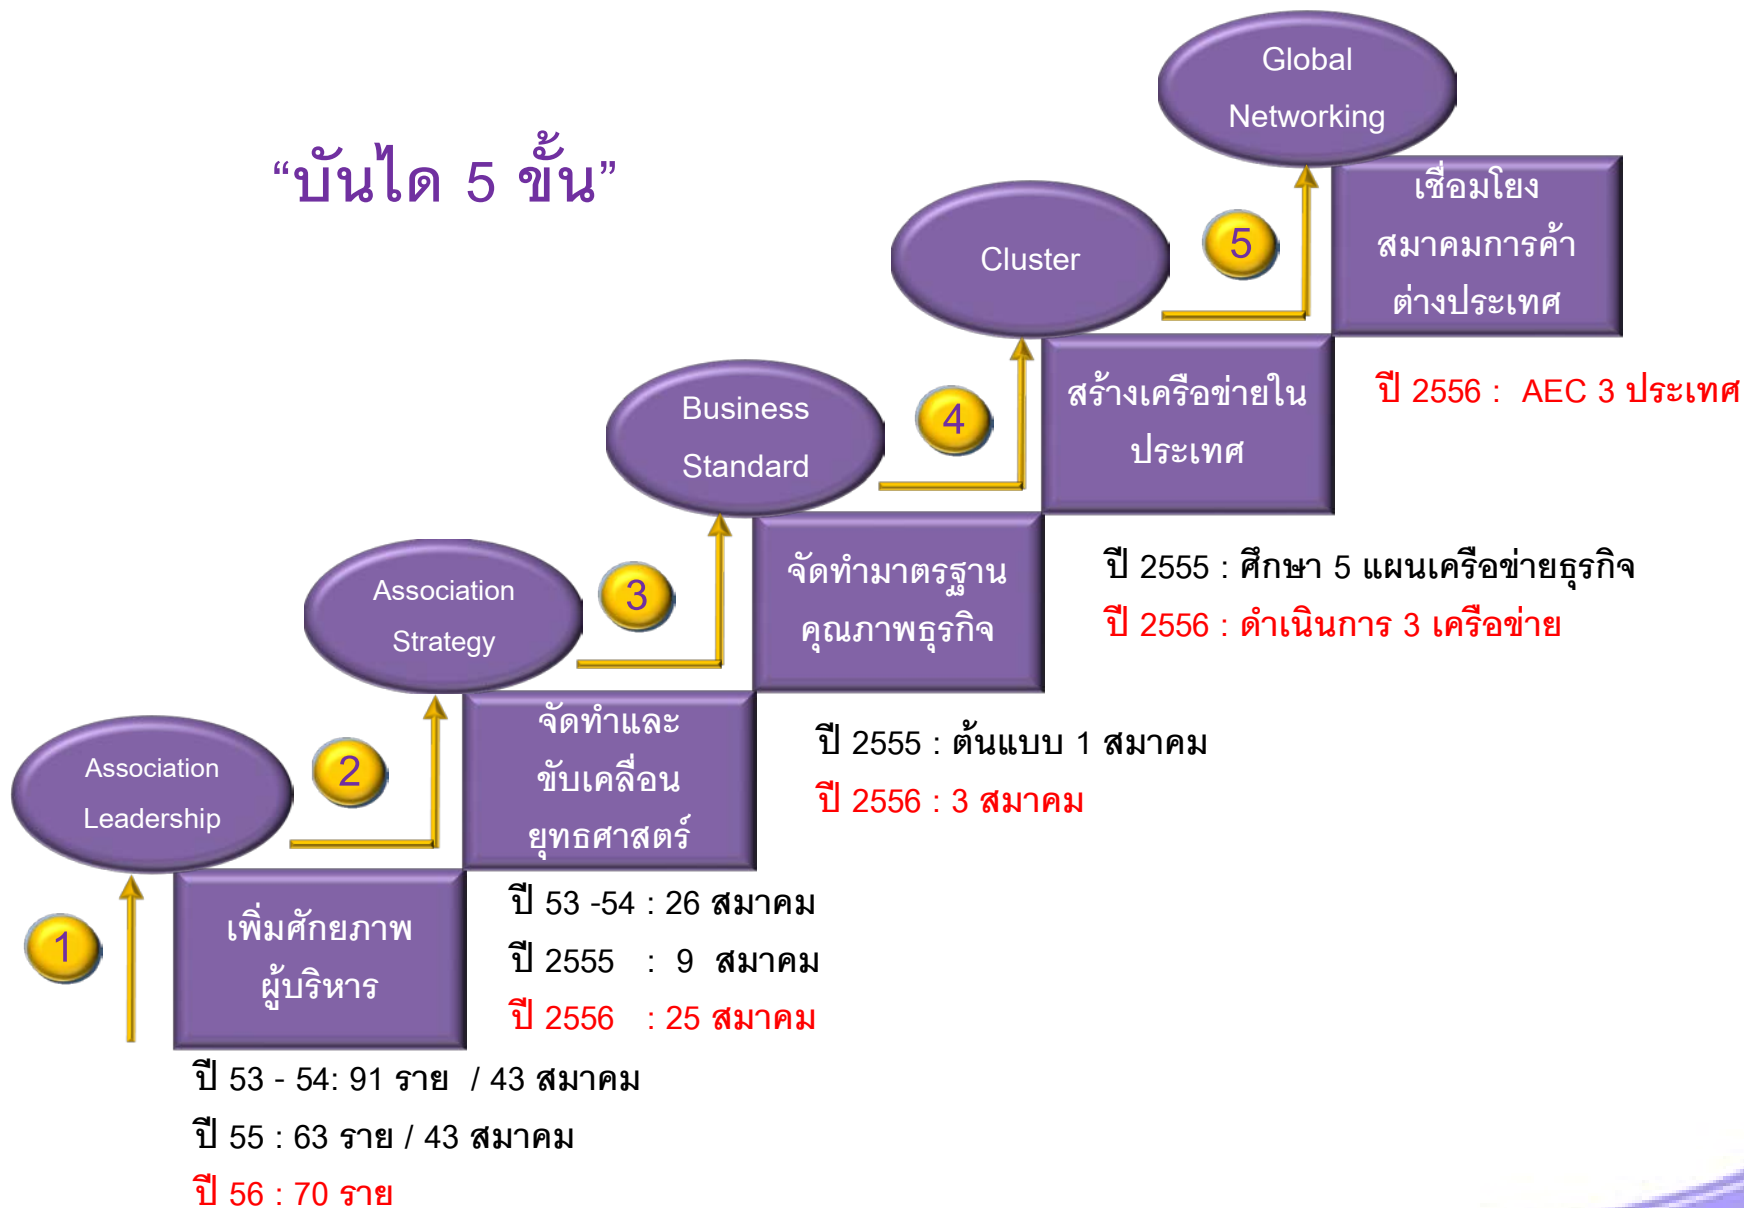 “บันได 5 ขั้น”
1
Association
Leadership
เพิ่มศักยภาพ
ผู้บริหาร
ปี 53 - 54: 91 ราย / 43 สมาคม
ปี 55 : 63 ราย / 43 สมาคม
ปี 56 : 70 ราย
2
Association
Strategy
จัดทำและ
ขับเคลื่อน
ยุทธศาสตร์
ปี 53 -54 : 26 สมาคม
ปี 2555 : 9 สมาคม
ปี 2556 : 25 สมาคม
3
Business
Standard
จัดทำมาตรฐาน
คุณภาพธุรกิจ
ปี 2555 : ต้นแบบ 1 สมาคม
ปี 2556 : 3 สมาคม
4
Cluster
สร้างเครือข่ายใน
ประเทศ
ปี 2555 : ศึกษา 5 แผนเครือข่ายธุรกิจ
ปี 2556 : ดำเนินการ 3 เครือข่าย
5
Global
Networking
เชื่อมโยง
สมาคมการค้า
ต่างประเทศ
ปี 2556 : AEC 3 ประเทศ